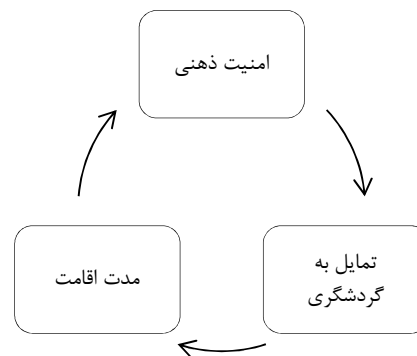 امنیت ذهنی
تمایل به
گردشگری
مدت اقامت